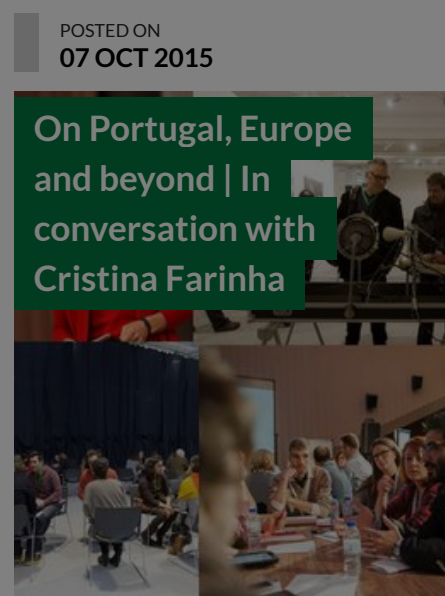 POSTED ON
07 OCT 2015
On Portugal, Europe
and beyond | In
conversation with
Cristina Farinha